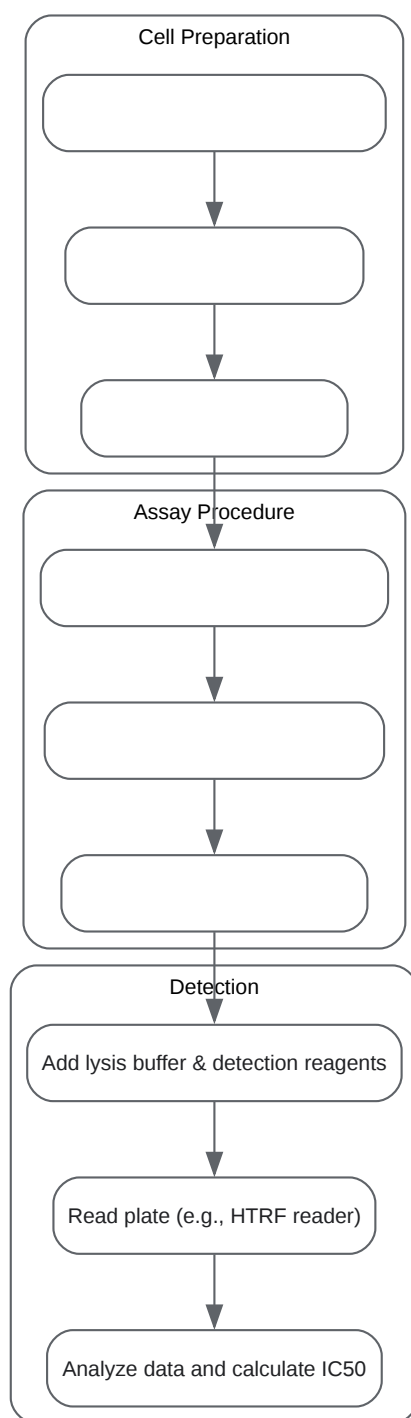 Cell Preparation
Assay Procedure
Detection
Add lysis buffer & detection reagents
Read plate (e.g., HTRF reader)
Analyze data and calculate IC50